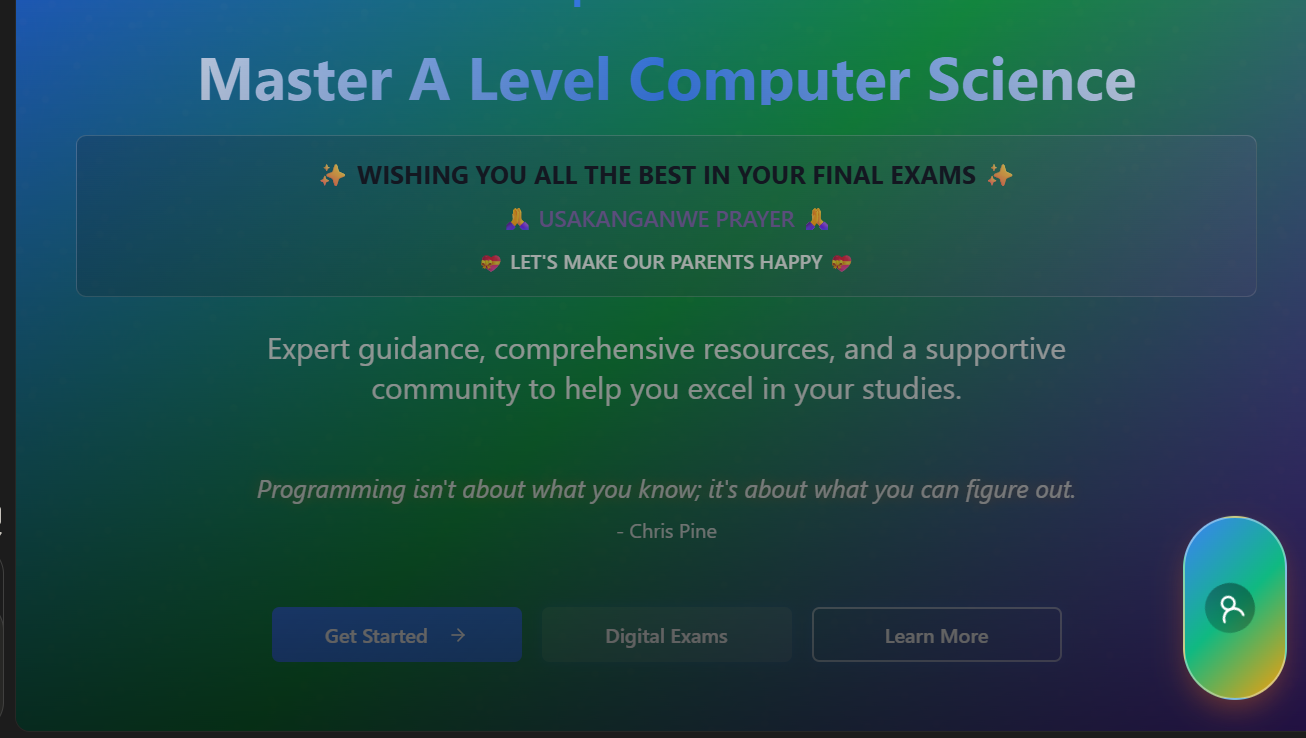 Master A Level Computer Science
✨ WISHING YOU ALL THE BEST IN YOUR FINAL EXAMS ✨
🙏 USAKANGANWE PRAYER 🙏
💝 LET'S MAKE OUR PARENTS HAPPY 💝
Expert guidance, comprehensive resources, and a supportive
community to help you excel in your studies.
Programming isn't about what you know; it's about what you can figure out.
- Chris Pine
Get Started →
Digital Exams
Learn More